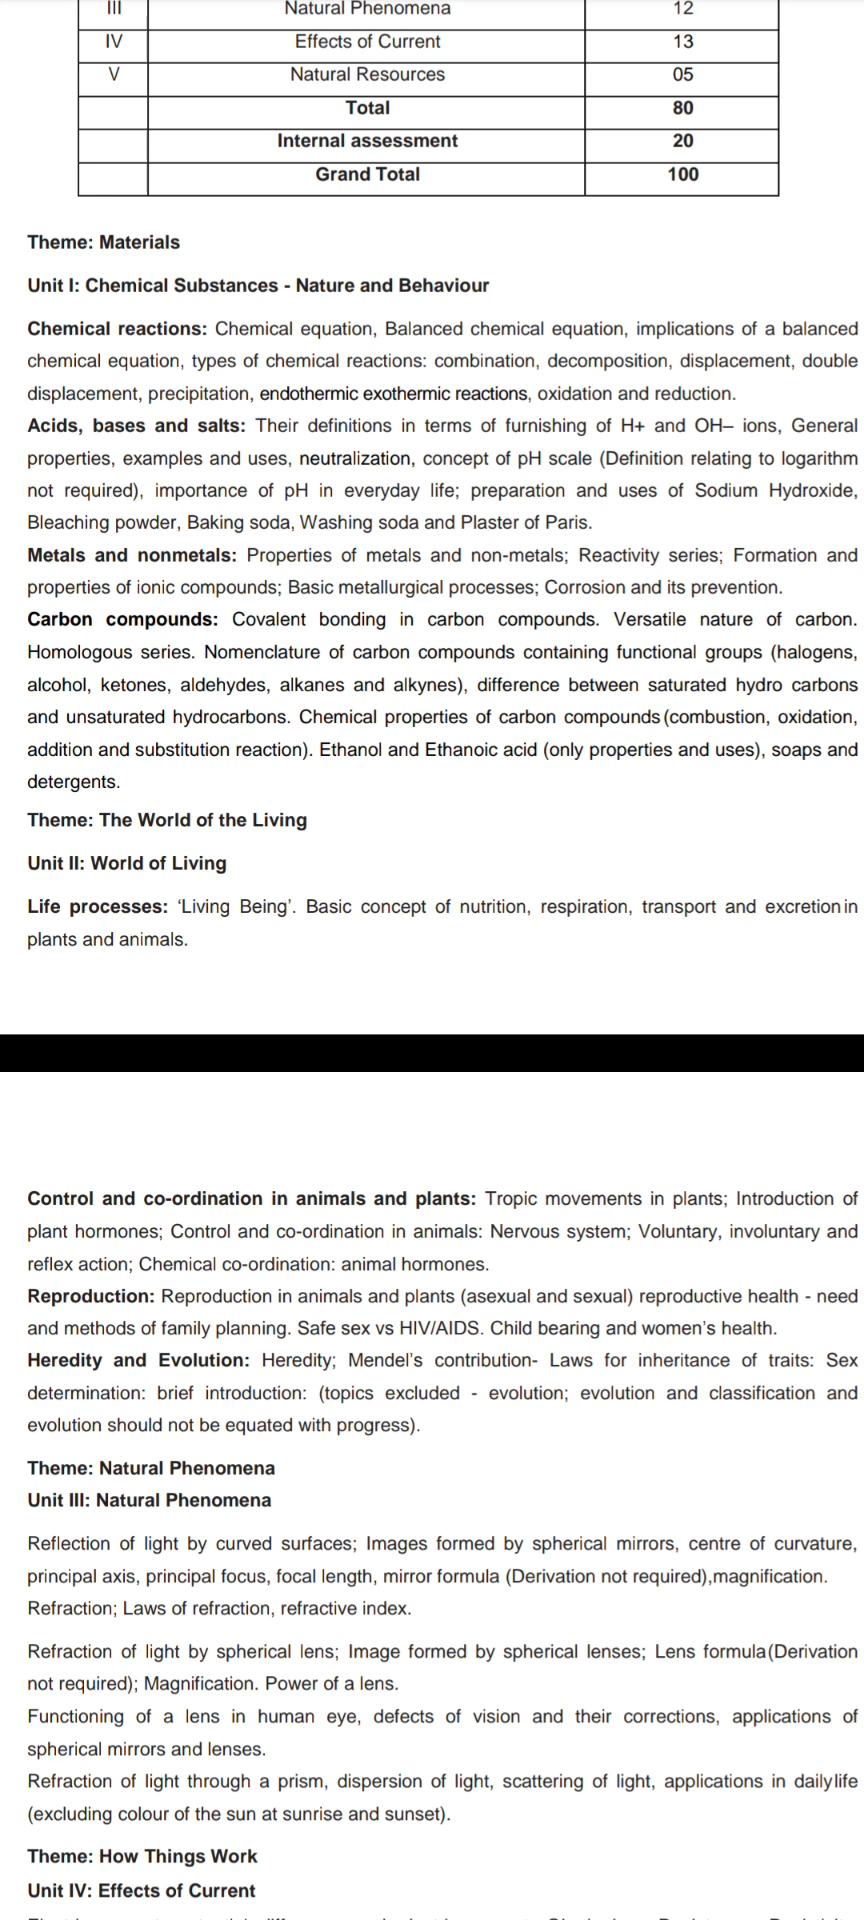 III Natural Phenomena 12
IV Effects of Current 13
V Natural Resources 05
Total 80
Internal assessment 20
Grand Total 100
Theme: Materials
Unit I: Chemical Substances - Nature and Behaviour
Chemical reactions: Chemical equation, Balanced chemical equation, implications of a balanced
chemical equation, types of chemical reactions: combination, decomposition, displacement, double
displacement, precipitation, endothermic exothermic reactions, oxidation and reduction.
Acids, bases and salts: Their definitions in terms of furnishing of H+ and OH– ions, General
properties, examples and uses, neutralization, concept of pH scale (Definition relating to logarithm
not required), importance of pH in everyday life; preparation and uses of Sodium Hydroxide,
Bleaching powder, Baking soda, Washing soda and Plaster of Paris.
Metals and nonmetals: Properties of metals and non-metals; Reactivity series; Formation and
properties of ionic compounds; Basic metallurgical processes; Corrosion and its prevention.
Carbon compounds: Covalent bonding in carbon compounds. Versatile nature of carbon.
Homologous series. Nomenclature of carbon compounds containing functional groups (halogens,
alcohol, ketones, aldehydes, alkanes and alkynes), difference between saturated hydro carbons
and unsaturated hydrocarbons. Chemical properties of carbon compounds (combustion, oxidation,
addition and substitution reaction). Ethanol and Ethanoic acid (only properties and uses), soaps and
detergents.
Theme: The World of the Living
Unit II: World of Living
Life processes: ‘Living Being’. Basic concept of nutrition, respiration, transport and excretion in
plants and animals.
Control and co-ordination in animals and plants: Tropic movements in plants; Introduction of
plant hormones; Control and co-ordination in animals: Nervous system; Voluntary, involuntary and
reflex action; Chemical co-ordination: animal hormones.
Reproduction: Reproduction in animals and plants (asexual and sexual) reproductive health - need
and methods of family planning. Safe sex vs HIV/AIDS. Child bearing and women’s health.
Heredity and Evolution: Heredity; Mendel’s contribution- Laws for inheritance of traits: Sex
determination: brief introduction: (topics excluded - evolution; evolution and classification and
evolution should not be equated with progress).
Theme: Natural Phenomena
Unit III: Natural Phenomena
Reflection of light by curved surfaces; Images formed by spherical mirrors, centre of curvature,
principal axis, principal focus, focal length, mirror formula (Derivation not required),magnification.
Refraction; Laws of refraction, refractive index.
Refraction of light by spherical lens; Image formed by spherical lenses; Lens formula(Derivation
not required); Magnification. Power of a lens.
Functioning of a lens in human eye, defects of vision and their corrections, applications of
spherical mirrors and lenses.
Refraction of light through a prism, dispersion of light, scattering of light, applications in dailylife
(excluding colour of the sun at sunrise and sunset).
Theme: How Things Work
Unit IV: Effects of Current